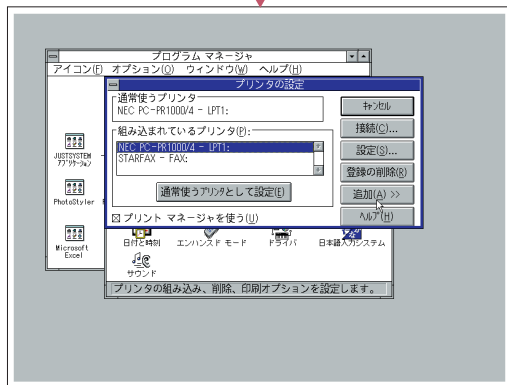 プログラム マネージャ
アイコン(F) オプション(O) ウィンドウ(W) ヘルプ(H)
プリンタの設定
通常使うプリンタ
NEC PC-PR1000/4 - LPT1:
組み込まれているプリンタ(P):
NEC PC-PR1000/4 - LPT1:
STARFAX - FAX:
通常使うプリンタとして設定(E)
プリント マネージャを使う(U)
キャンセル
接続(C)...
設定(S)...
登録の削除(R)
追加(A) >>
ヘルプ(H)
JUSTSYSTEM
アプリケーション
PhotoStyler
Microsoft
Excel
日付と時刻 エンハンスド モード ドライバ 日本語入力システム
サウンド
プリンタの組み込み、削除、印刷オプションを設定します。